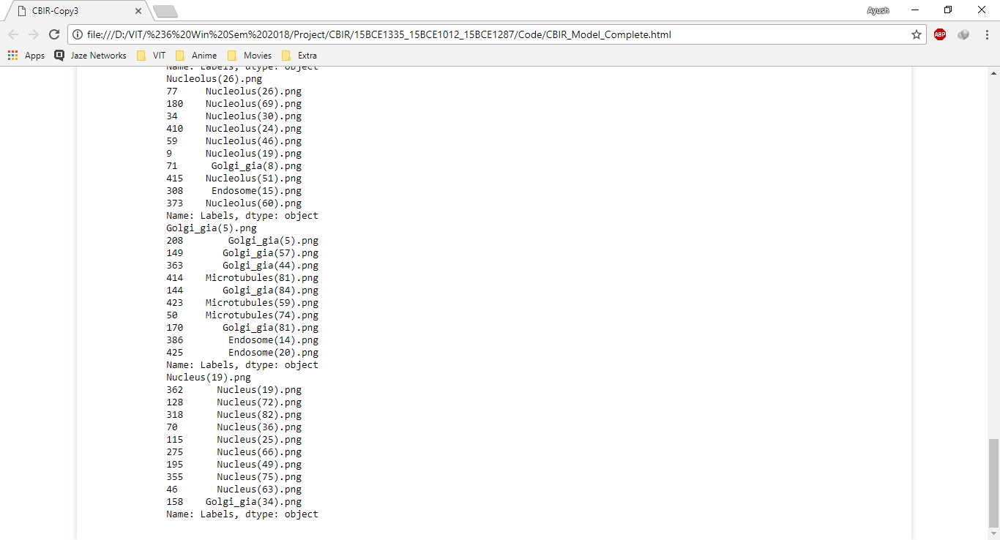 CBIR-Copy3
Ayush
file:///D:/VIT/%236%20Win%20Sem%202018/Project/CBIR/15BCE1335_15BCE1012_15BCE1287/Code/CBIR_Model_Complete.html
ABP
Apps Jaze Networks VIT Anime Movies Extra
Name: Labels, dtype: object
Nucleolus(26).png
77 Nucleolus(26).png
180 Nucleolus(69).png
34 Nucleolus(30).png
410 Nucleolus(24).png
59 Nucleolus(46).png
9 Nucleolus(19).png
71 Golgi_gia(8).png
415 Nucleolus(51).png
308 Endosome(15).png
373 Nucleolus(60).png
Name: Labels, dtype: object
Golgi_gia(5).png
208 Golgi_gia(5).png
149 Golgi_gia(57).png
363 Golgi_gia(44).png
414 Microtubules(81).png
144 Golgi_gia(84).png
423 Microtubules(59).png
50 Microtubules(74).png
170 Golgi_gia(81).png
386 Endosome(14).png
425 Endosome(20).png
Name: Labels, dtype: object
Nucleus(19).png
362 Nucleus(19).png
128 Nucleus(72).png
318 Nucleus(82).png
70 Nucleus(36).png
115 Nucleus(25).png
275 Nucleus(66).png
195 Nucleus(49).png
355 Nucleus(75).png
46 Nucleus(63).png
158 Golgi_gia(34).png
Name: Labels, dtype: object